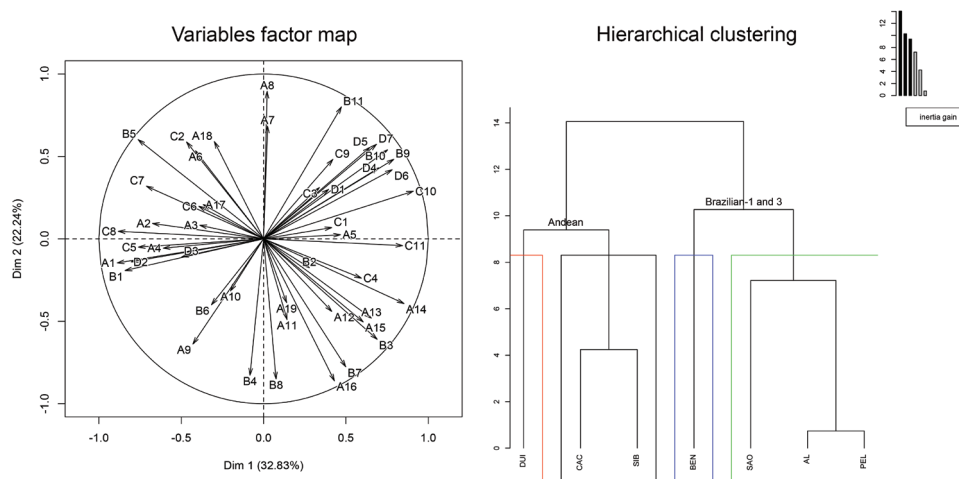 Variables factor map
Dim 2 (22.24%)
1.0
0.5
0.0
-0.5
-1.0
-1.0 -0.5 0.0 0.5 1.0
Dim 1 (32.83%)
A8
B11
A7
B5
C2
A18
A6
D5
D7
B10
B9
C9
D4
D6
C7
C3
D1
C10
C6
A17
A2
A3
C1
C8
A5
C5
A4
D3
C11
A1
D2
B1
B2
C4
A10
B6
A19
A11
A12
A13
A14
A15
A9
B3
B7
B4
B8
A16
Hierarchical clustering
0 2 4 6 8 10 12
inertia gain
14
12
10
8
6
4
2
0
Andean
Brazilian-1 and 3
DUI
CAC
SIB
BEN
SAO
AL
PEL